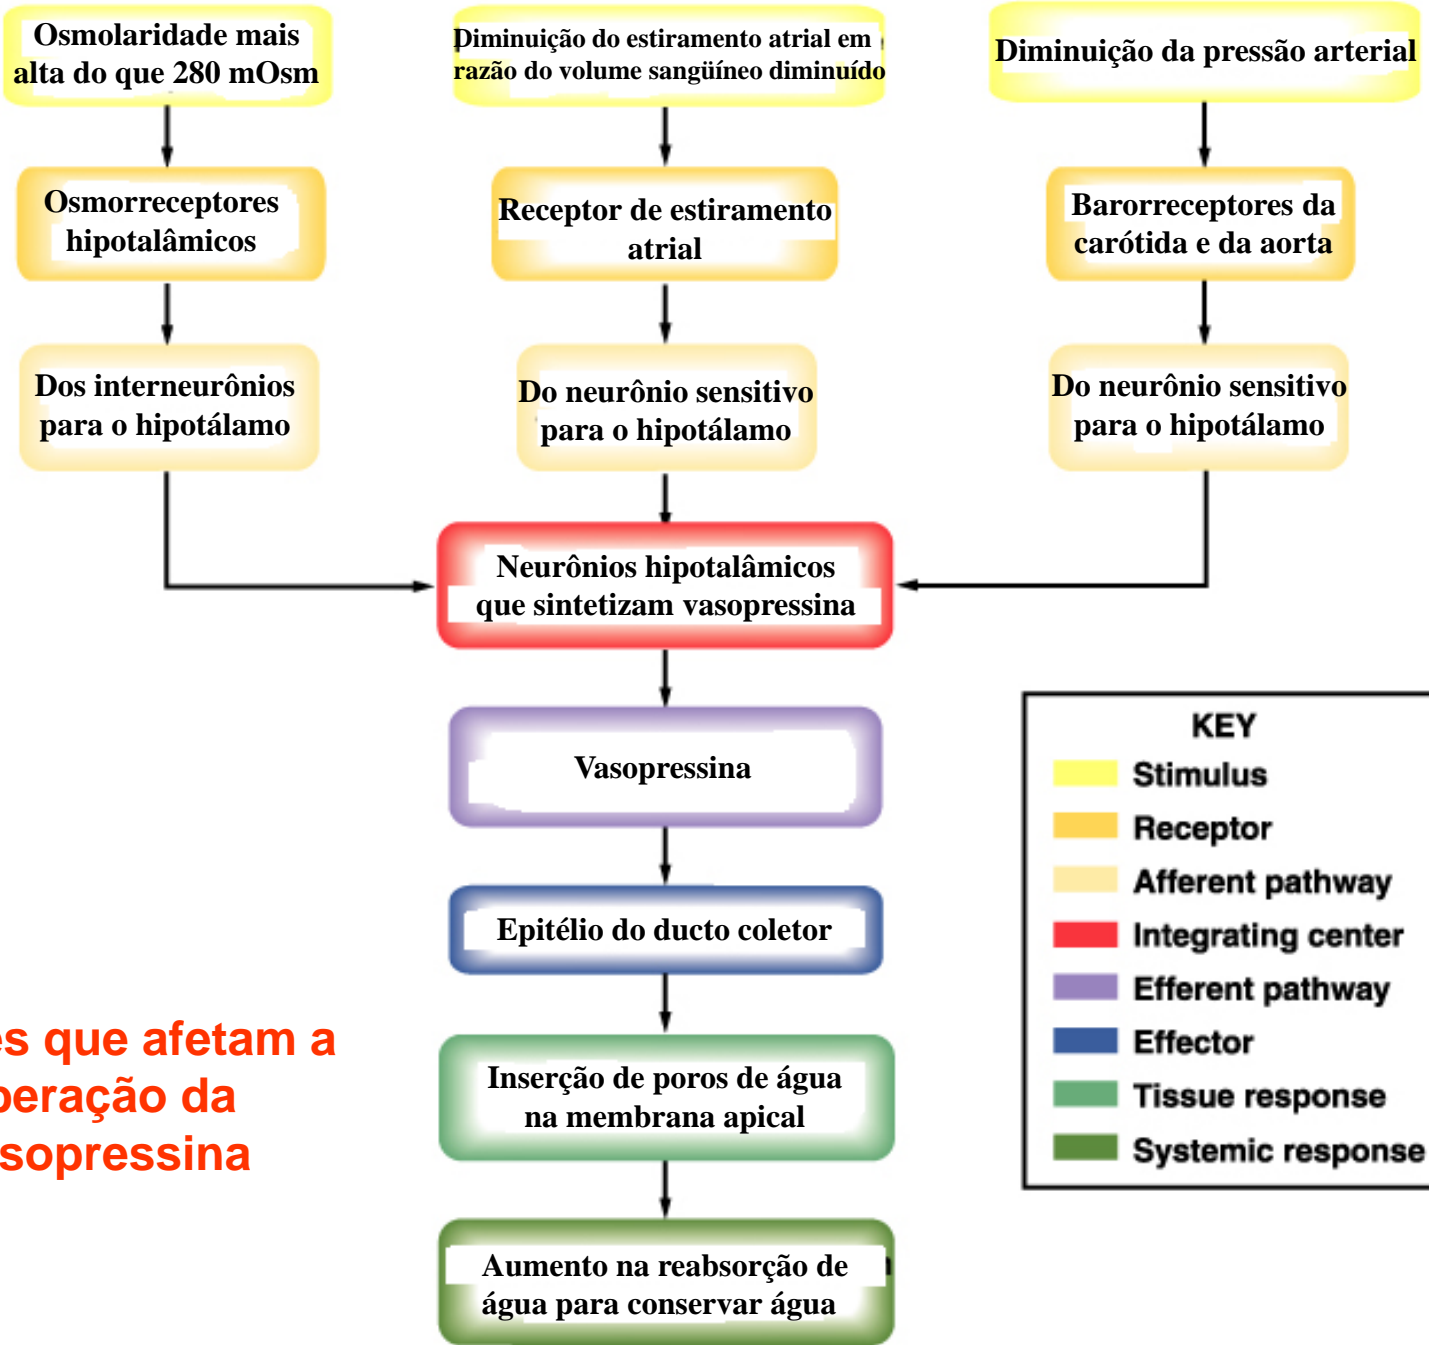 Osmolaridade mais
alta do que 280 mOsm
Diminuição do estiramento atrial em
razão do volume sangüíneo diminuído
Diminuição da pressão arterial
Osmorreceptores
hipotalâmicos
Receptor de estiramento
atrial
Barorreceptores da
carótida e da aorta
Dos interneurônios
para o hipotálamo
Do neurônio sensitivo
para o hipotálamo
Do neurônio sensitivo
para o hipotálamo
Neurônios hipotalâmicos
que sintetizam vasopressina
Vasopressina
Epitélio do ducto coletor
Inserção de poros de água
na membrana apical
Aumento na reabsorção de
água para conservar água
KEY
Stimulus
Receptor
Afferent pathway
Integrating center
Efferent pathway
Effector
Tissue response
Systemic response
que afetam a
da